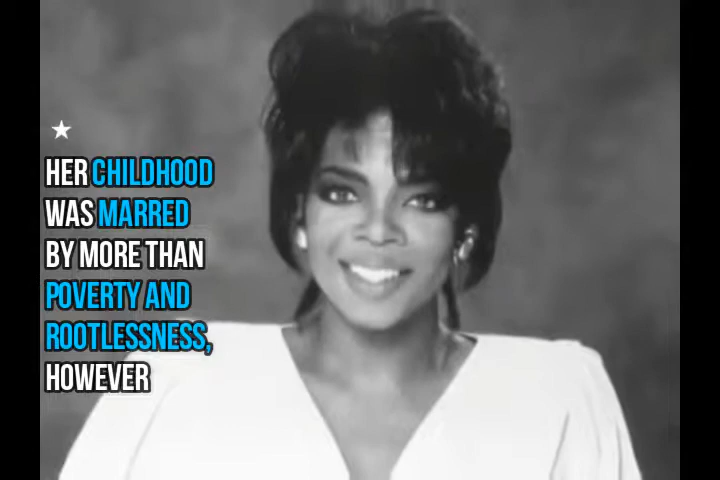 HER CHILDHOOD
WAS MARRED
BY MORE THAN
POVERTY AND
ROOTLESSNESS,
HOWEVER